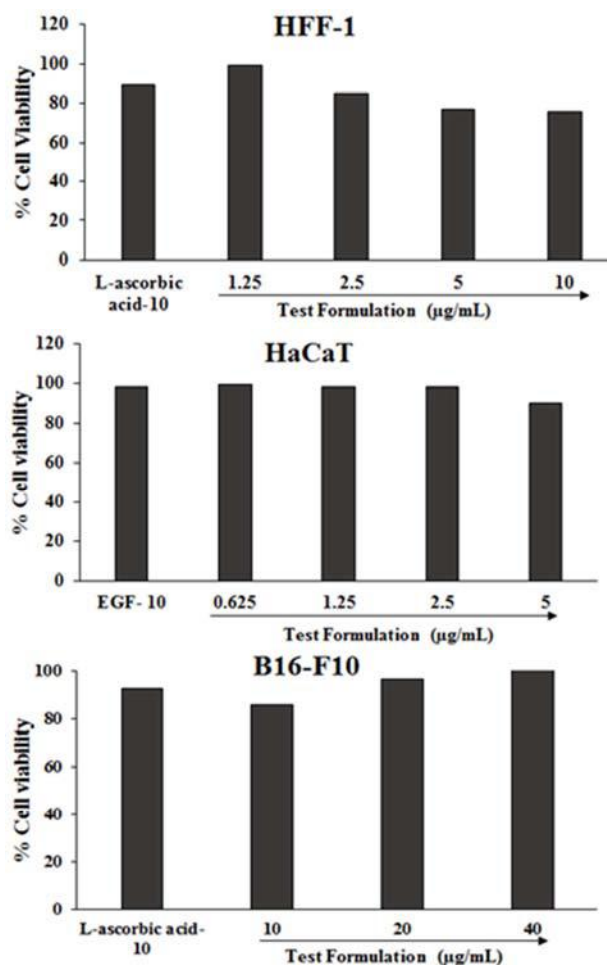 HFF-1
% Cell Viability
120
100
80
60
40
20
0
L-ascorbic acid-10
1.25 2.5 5 10
Test Formulation (µg/mL)
HaCaT
% Cell viability
120
100
80
60
40
20
0
EGF- 10 0.625 1.25 2.5 5
Test Formulation (µg/mL)
B16-F10
% Cell viability
100
80
60
40
20
0
L-ascorbic acid-
10
10 20 40
Test Formulation (µg/mL)